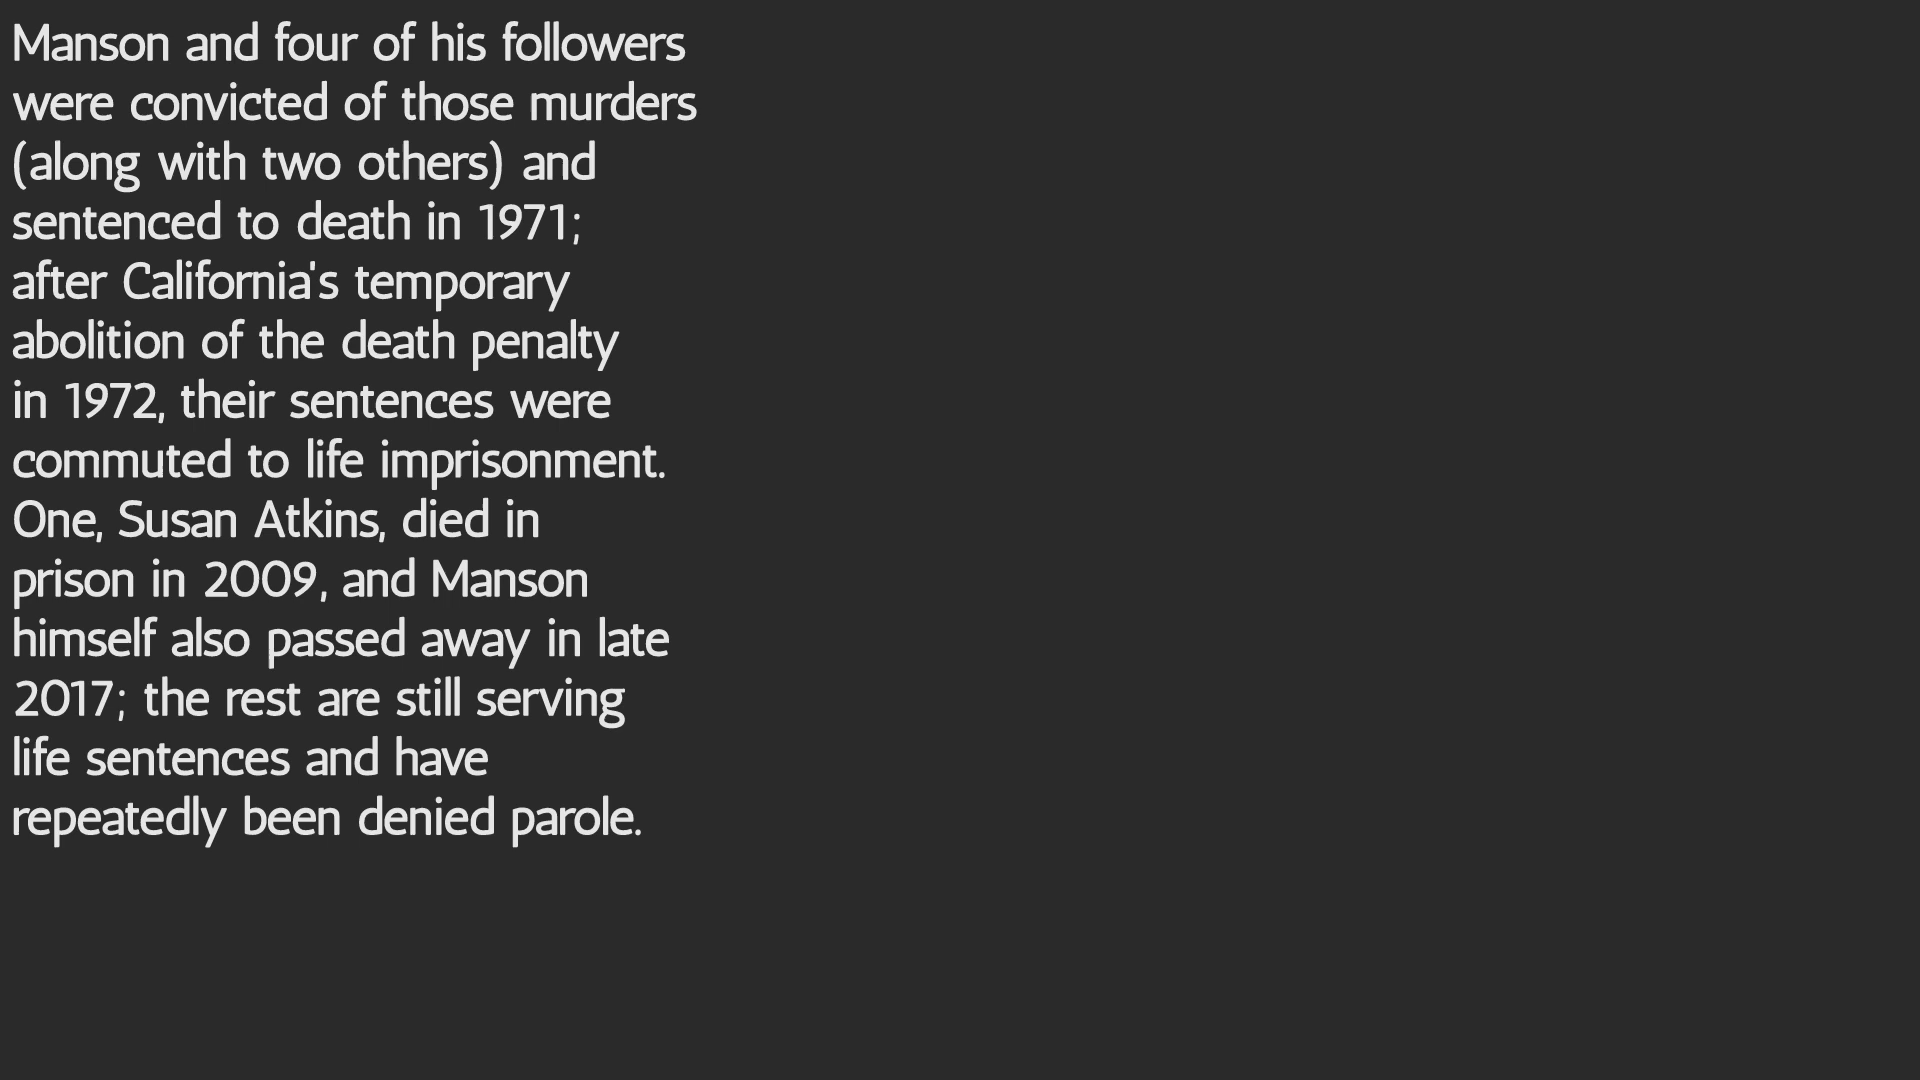 Manson and four of his followers
were convicted of those murders
(along with two others) and
sentenced to death in 1971;
after California's temporary
abolition of the death penalty
in 1972, their sentences were
commuted to life imprisonment.
One, Susan Atkins, died in
prison in 2009, and Manson
himself also passed away in late
2017; the rest are still serving
life sentences and have
repeatedly been denied parole.